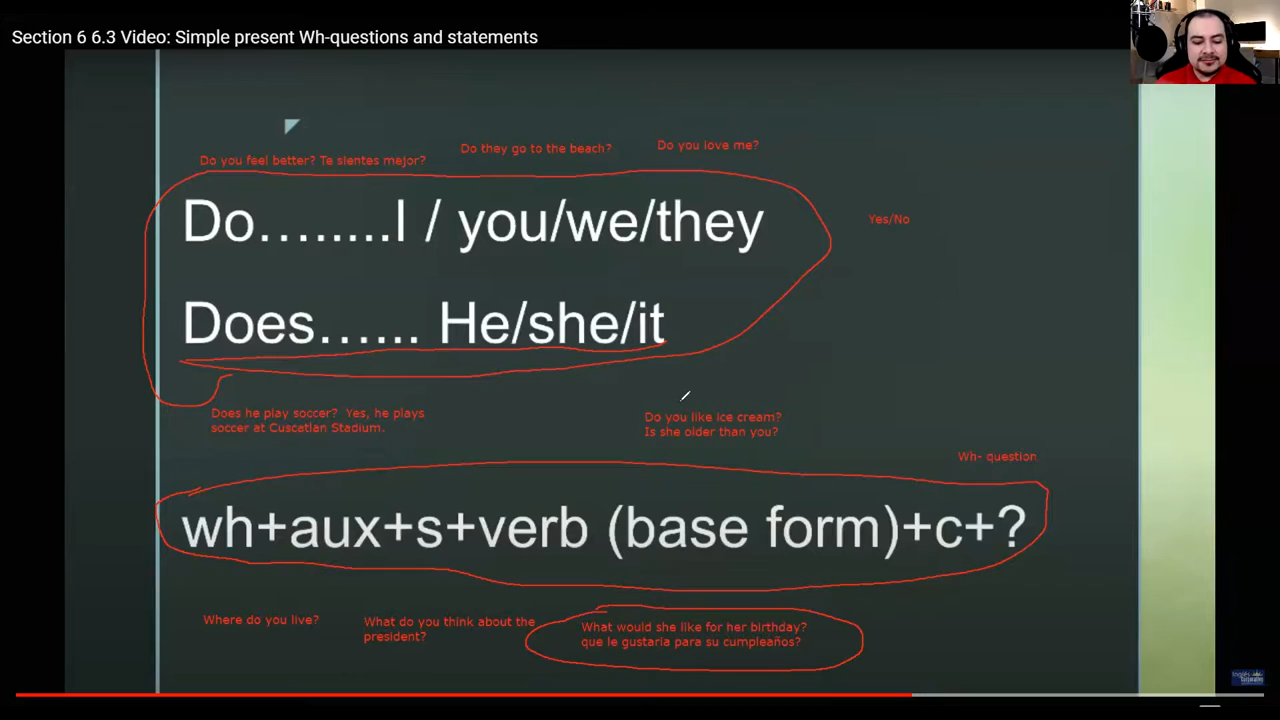 Section 6 6.3 Video: Simple present Wh-questions and statements
Do you feel better? Te sientes mejor?
Do they go to the beach?
Do you love me?
Do….....I / you/we/they
Yes/No
Does…... He/she/it
Does he play soccer?  Yes, he plays
soccer at Cuscatlan Stadium.
Do you like ice cream?
Is she older than you?
Wh- question
wh+aux+s+verb (base form)+c+?
Where do you live?
What do you think about the
president?
What would she like for her birthday?
que le gustaria para su cumpleaños?
Inglés